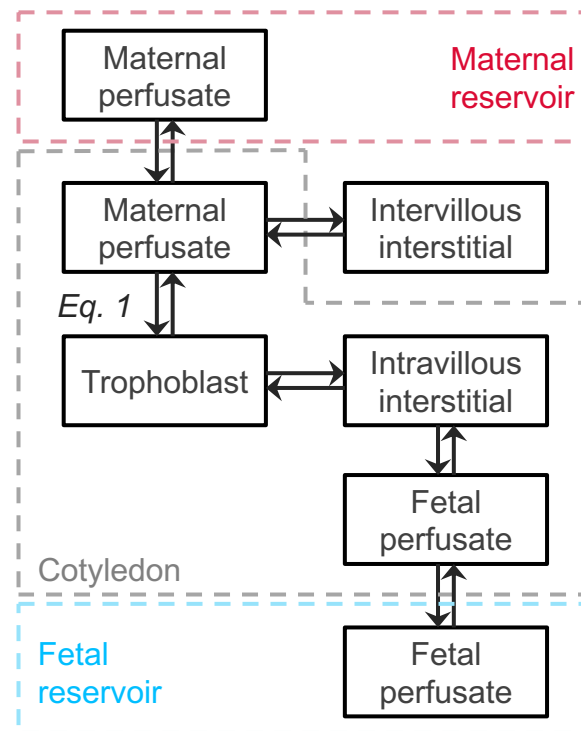 Maternal
perfusate
Maternal
reservoir
Maternal
perfusate
Intervillous
interstitial
Eq. 1
Trophoblast
Intravillous
interstitial
Fetal
perfusate
Cotyledon
Fetal
reservoir
Fetal
perfusate